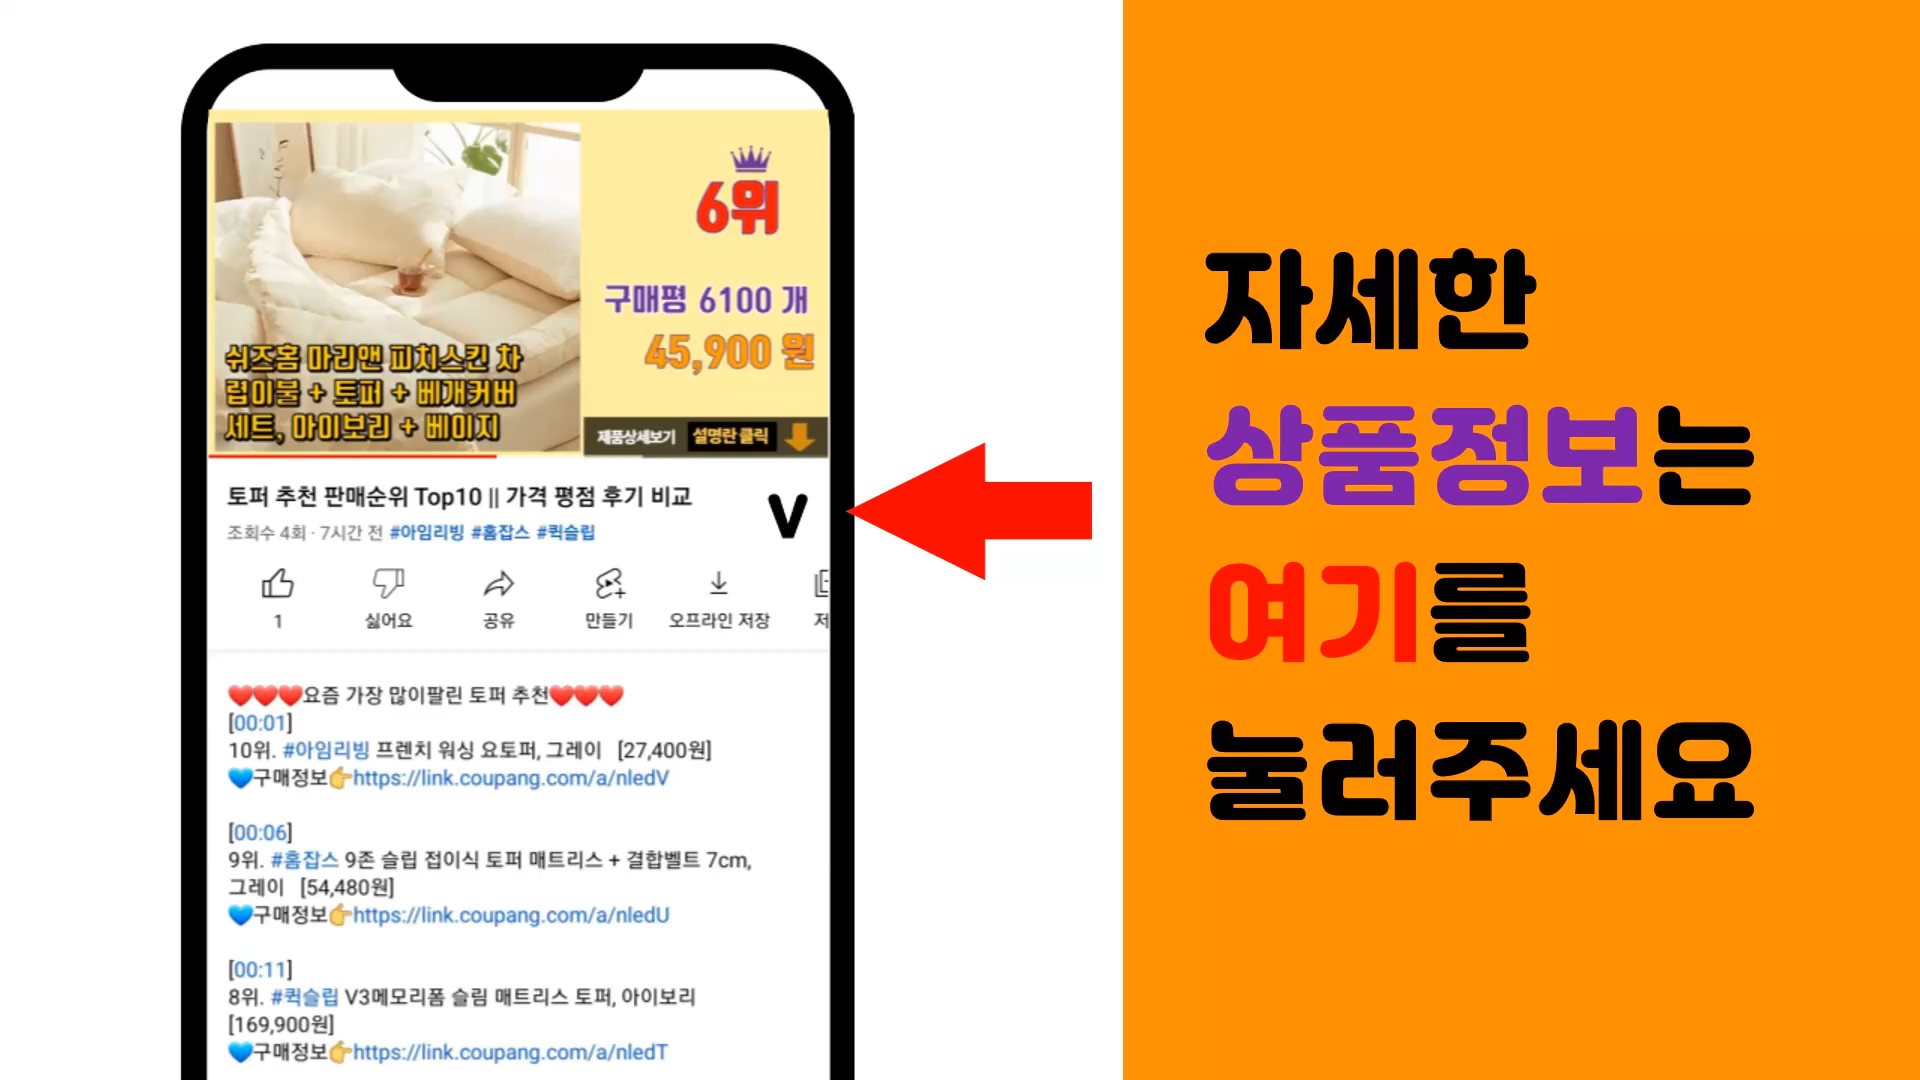 6위
구매평 6100 개
45,900 원
쉬즈홈 마리앤 피치스킨 차
렵이불 + 토퍼 + 베개커버
세트, 아이보리 + 베이지
제품상세보기 설명란 클릭
토퍼 추천 판매순위 Top10 || 가격 평점 후기 비교
V
조회수 4회 · 7시간 전 #아임리빙 #홈잡스 #퀵슬립
1 싫어요 공유 만들기 오프라인 저장 저
❤️❤️❤️요즘 가장 많이팔린 토퍼 추천❤️❤️❤️
[00:01]
10위. #아임리빙 프렌치 워싱 요토퍼, 그레이 [27,400원]
💙구매정보👉https://link.coupang.com/a/nledV
[00:06]
9위. #홈잡스 9존 슬립 접이식 토퍼 매트리스 + 결합벨트 7cm,
그레이 [54,480원]
💙구매정보👉https://link.coupang.com/a/nledU
[00:11]
8위. #퀵슬립 V3메모리폼 슬림 매트리스 토퍼, 아이보리
[169,900원]
💙구매정보👉https://link.coupang.com/a/nledT
자세한
상품정보는
여기를
눌러주세요